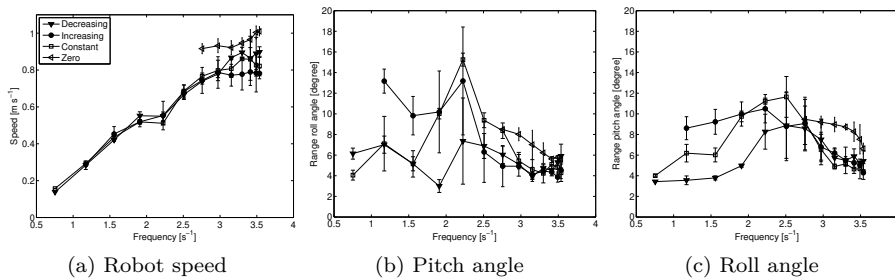 Decreasing
Increasing
Constant
Zero
Speed [m s⁻¹]
1.2
1
0.8
0.6
0.4
0.2
0
0.5 1 1.5 2 2.5 3 3.5 4
Frequency [s⁻¹]
(a) Robot speed
Range roll angle [degree]
20
18
16
14
12
10
8
6
4
2
0
0.5 1 1.5 2 2.5 3 3.5 4
Frequency [s⁻¹]
(b) Pitch angle
Range pitch angle [degree]
20
18
16
14
12
10
8
6
4
2
0
0.5 1 1.5 2 2.5 3 3.5 4
Frequency [s⁻¹]
(c) Roll angle